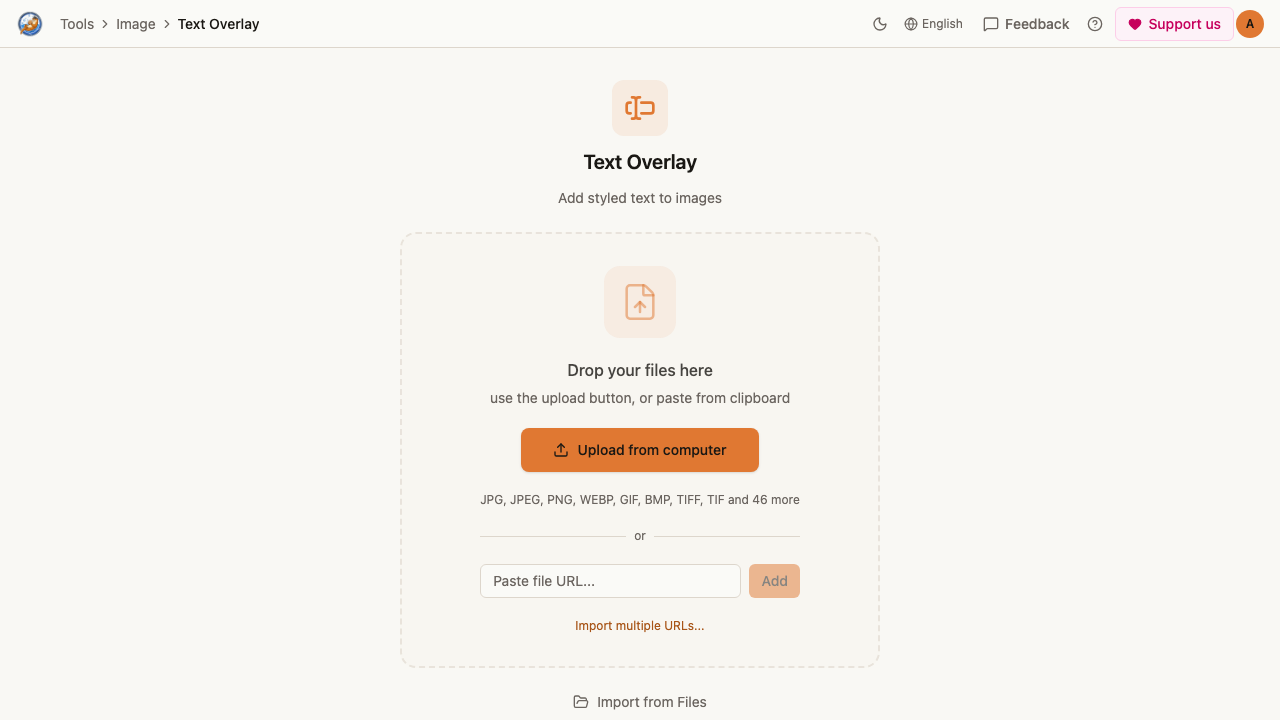 Tools > Image > Text Overlay
English
Feedback
Support us
A
Text Overlay
Add styled text to images
Drop your files here
use the upload button, or paste from clipboard
Upload from computer
JPG, JPEG, PNG, WEBP, GIF, BMP, TIFF, TIF and 46 more
or
Paste file URL...
Add
Import multiple URLs...
Import from Files